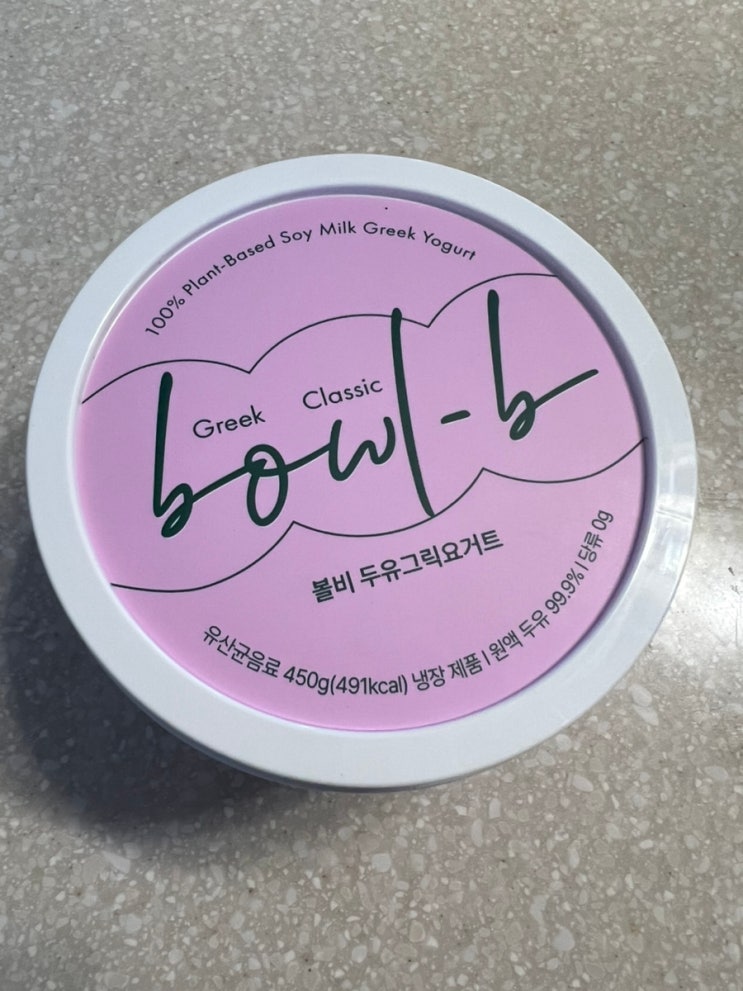 100% Plant-Based Soy Milk Greek Yogurt
Greek Classic
bowl-b
볼비 두유그릭요거트
유산균음료 450g(491kcal) 냉장 제품 | 원액 두유 99.9% | 당류 0g